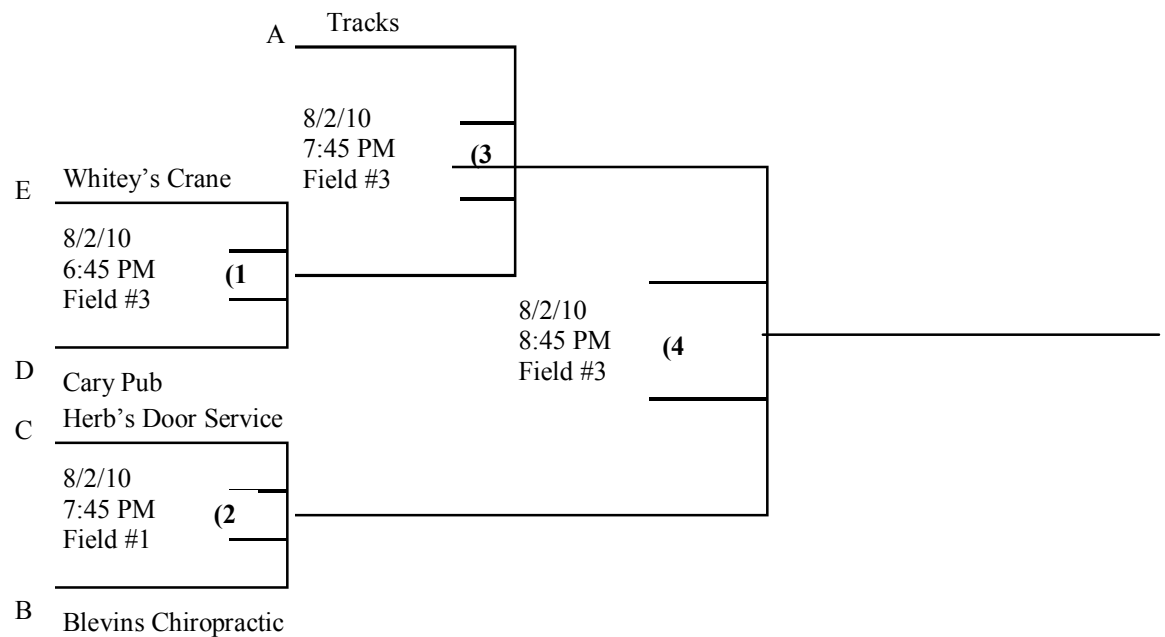 Tracks
A
8/2/10
7:45 PM
Field #3
(3
Whitey's Crane
E
8/2/10
6:45 PM
Field #3
(1
8/2/10
8:45 PM
Field #3
(4
D
Cary Pub
Herb's Door Service
C
8/2/10
7:45 PM
Field #1
(2
B
Blevins Chiropractic